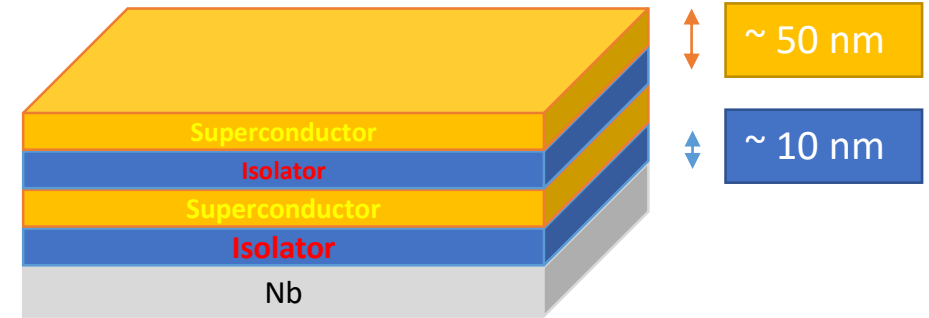 ~ 50 nm
Superconductor
~ 10 nm
Isolator
Superconductor
Isolator
Nb